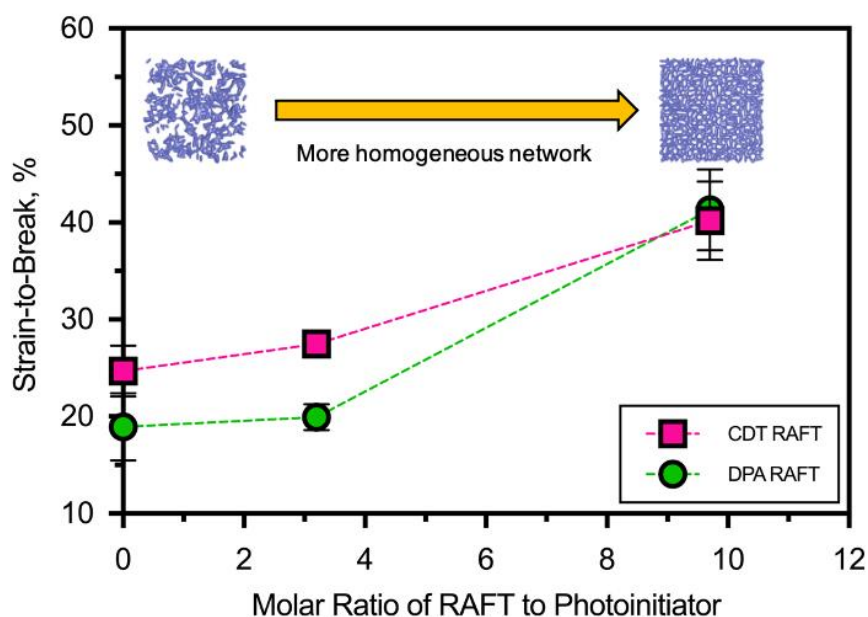 60
50
40
30
20
10
Strain-to-Break, %
More homogeneous network
CDT RAFT
DPA RAFT
0
2
4
6
8
10
12
Molar Ratio of RAFT to Photoinitiator